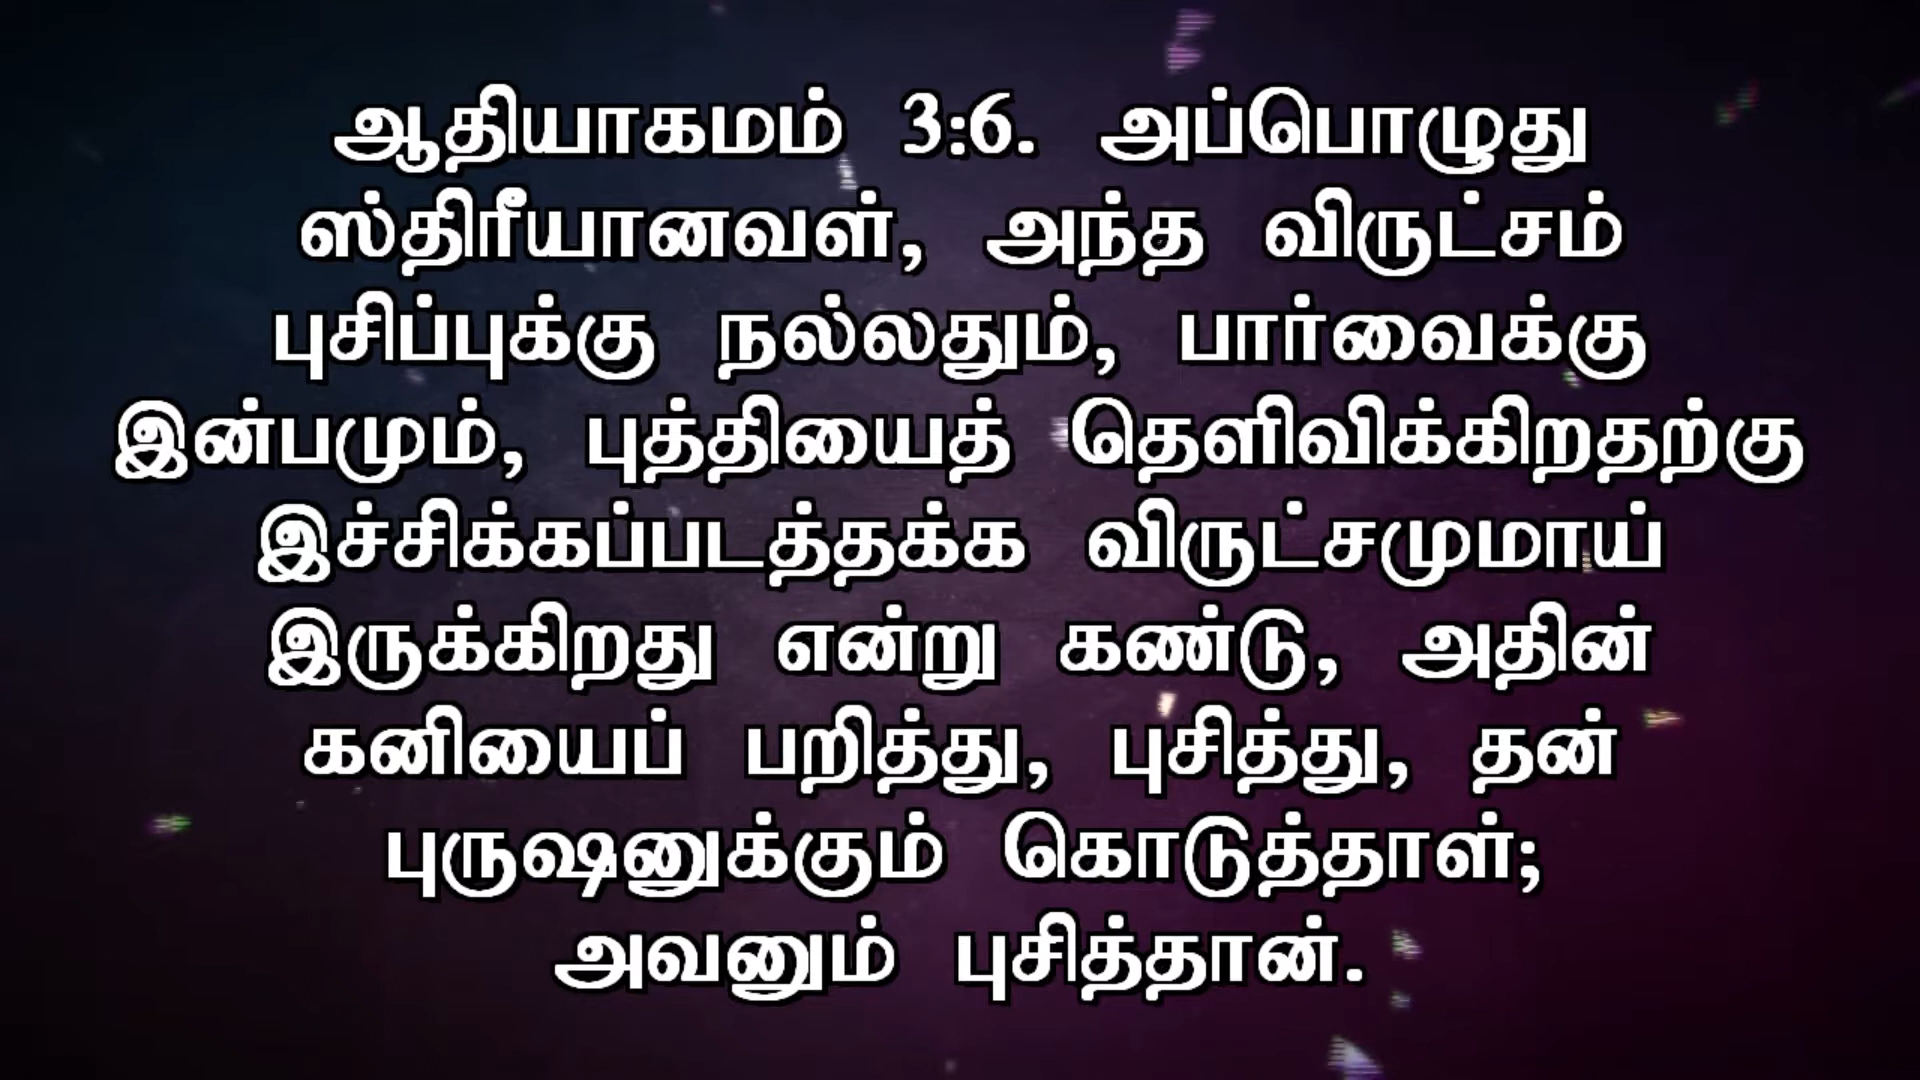 ஆதியாகமம் 3:6. அப்பொழுது
ஸ்திரீயானவள், அந்த விருட்சம்
புசிப்புக்கு நல்லதும், பார்வைக்கு
இன்பமும், புத்தியைத் தெளிவிக்கிறதற்கு
இச்சிக்கப்படத்தக்க விருட்சமுமாய்
இருக்கிறது என்று கண்டு, அதின்
கனியைப் பறித்து, புசித்து, தன்
புருஷனுக்கும் கொடுத்தாள்;
அவனும் புசித்தான்.